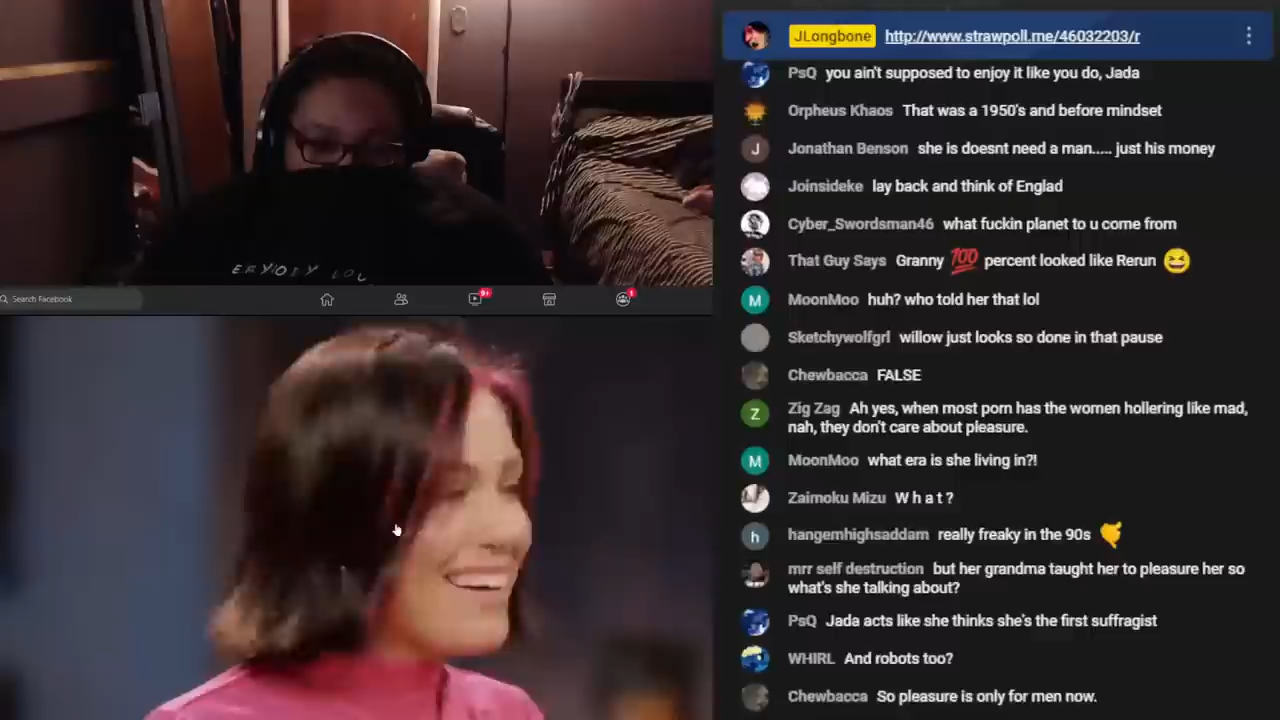 JLongbone http://www.strawpoll.me/46032203/r
PsQ you ain't supposed to enjoy it like you do, Jada
Orpheus Khaos That was a 1950's and before mindset
J Jonathan Benson she is doesnt need a man..... just his money
Joinsideke lay back and think of Englad
Cyber_Swordsman46 what fuckin planet to u come from
That Guy Says Granny 💯 percent looked like Rerun 😆
M MoonMoo huh? who told her that lol
Sketchywolfgrl willow just looks so done in that pause
Chewbacca FALSE
Z Zig Zag Ah yes, when most porn has the women hollering like mad,
nah, they don't care about pleasure.
M MoonMoo what era is she living in?!
Zaimoku Mizu W h a t ?
h hangemhighsaddam really freaky in the 90s
mrr self destruction but her grandma taught her to pleasure her so
what's she talking about?
PsQ Jada acts like she thinks she's the first suffragist
WHIRL And robots too?
Chewbacca So pleasure is only for men now.
Search Facebook
9+
1